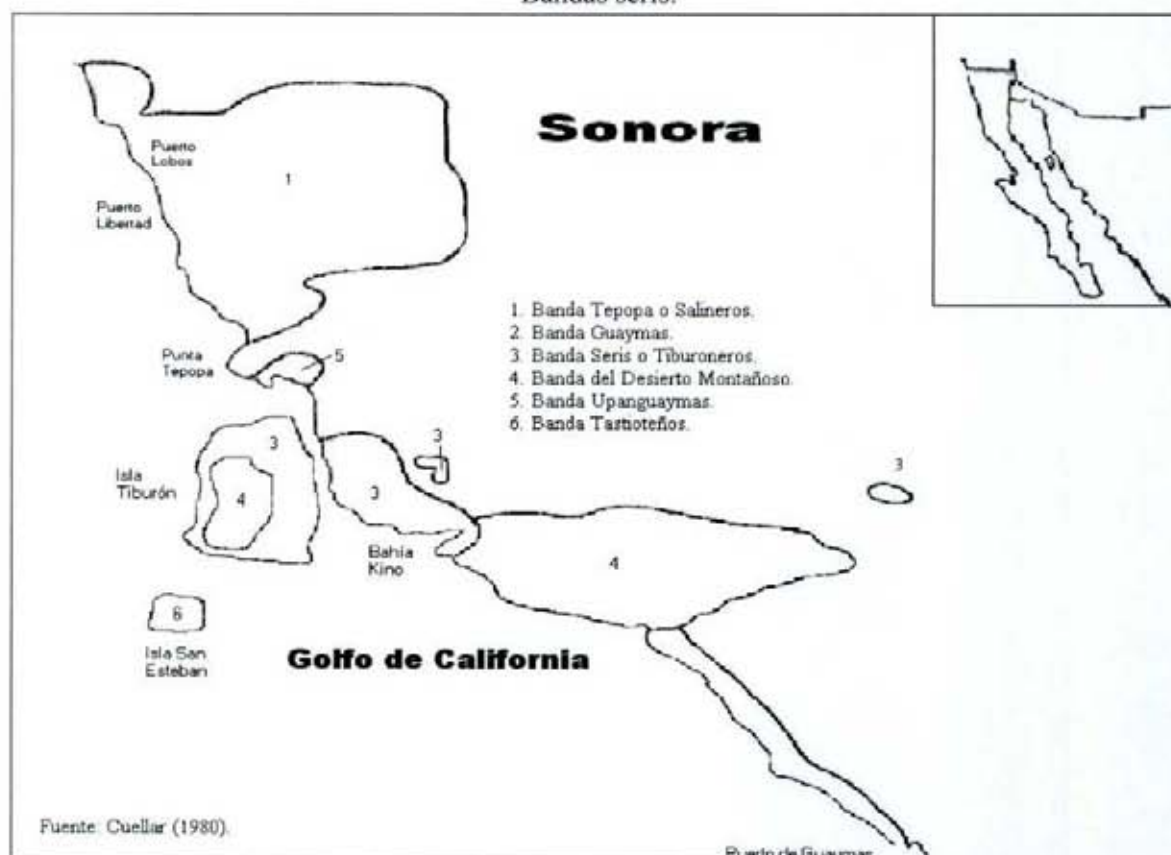 Bandas seris.
Sonora
Puerto
Lobos
1
Puerto
Libertad
1. Banda Tepopa o Salineros.
2. Banda Guaymas.
3. Banda Seris o Tiburoneros.
4. Banda del Desierto Montañoso.
5. Banda Upanguaymas.
6. Banda Tastioteños.
Punta
Tepopa
5
3
3
3
3
Isla
Tiburón
4
Bahía
Kino
4
6
Isla San
Esteban
Golfo de California
Fuente: Cuellar (1980).
Puerto de Guaymas